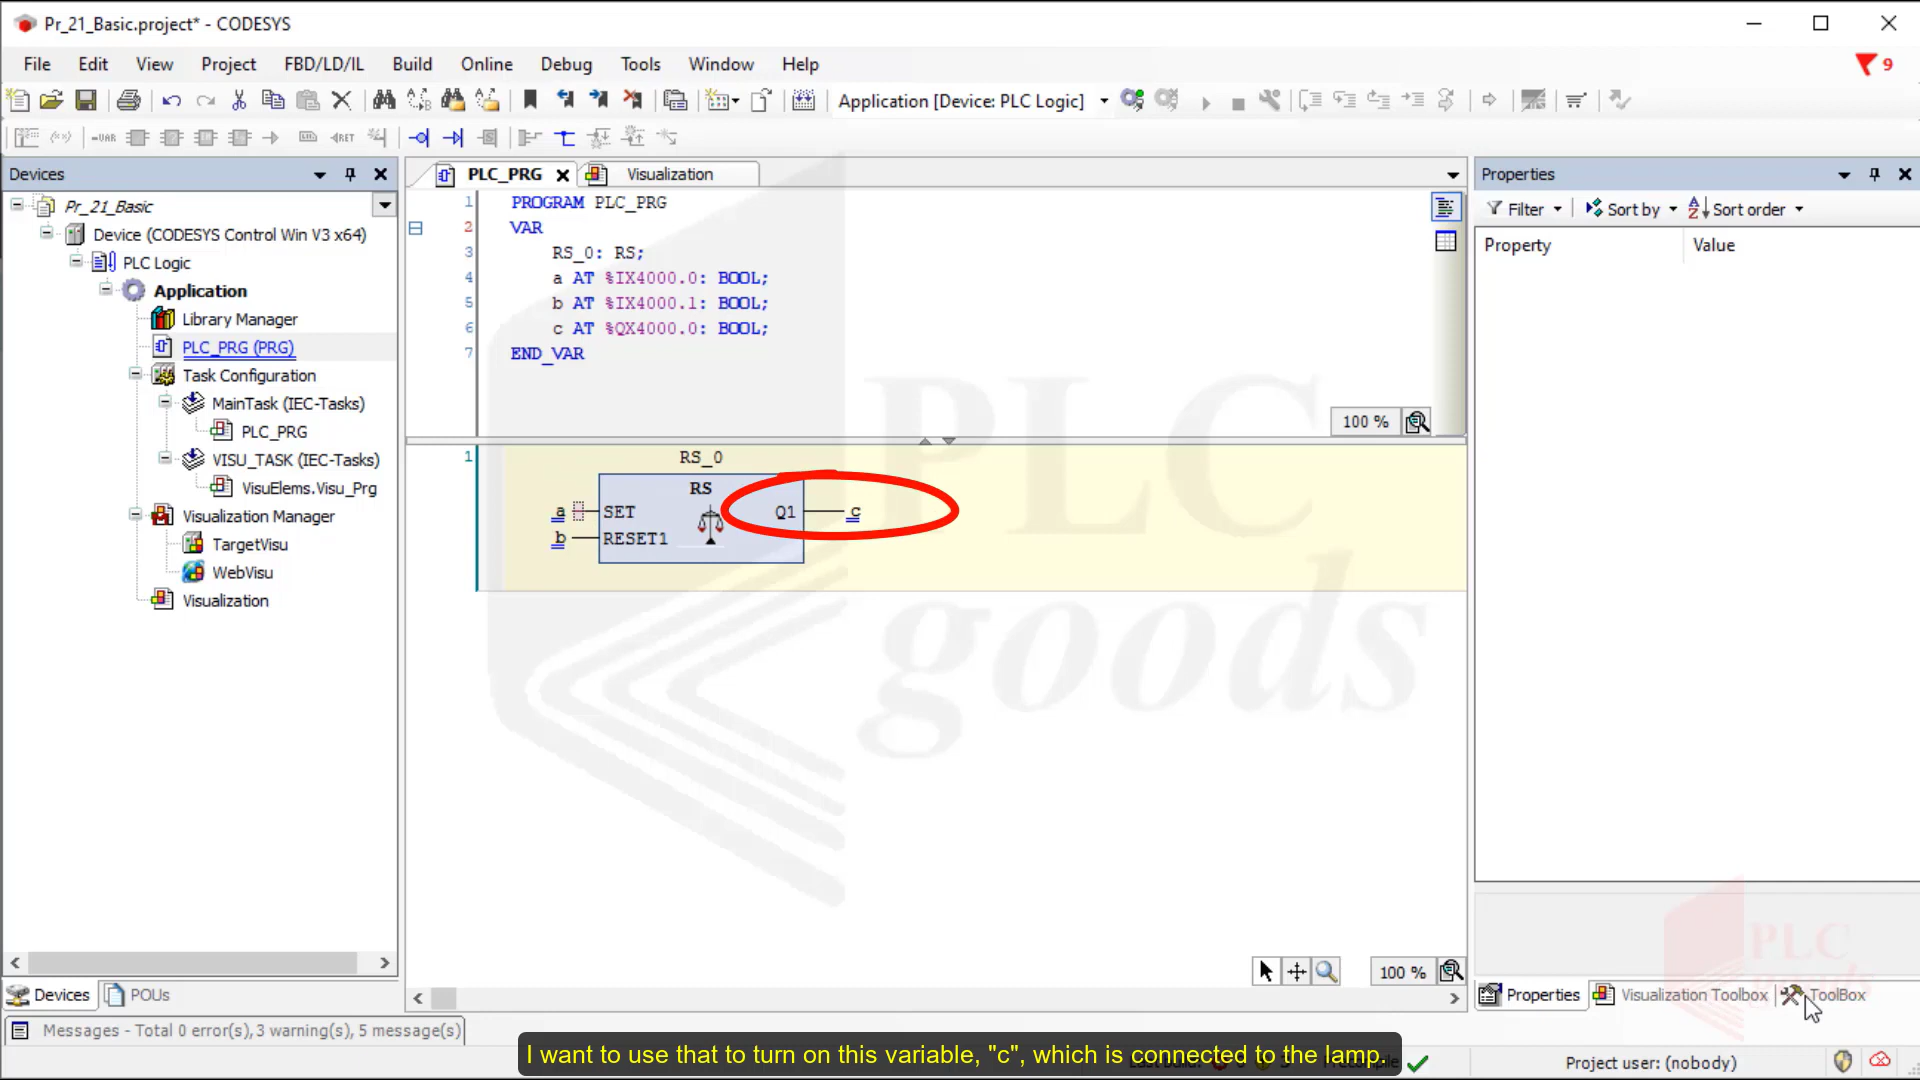 Pr_21_Basic.project* - CODESYS
File Edit View Project FBD/LD/IL Build Online Debug Tools Window Help
9
Application [Device: PLC Logic]
Devices
Pr_21_Basic
Device (CODESYS Control Win V3 x64)
PLC Logic
Application
Library Manager
PLC_PRG (PRG)
Task Configuration
MainTask (IEC-Tasks)
PLC_PRG
VISU_TASK (IEC-Tasks)
VisuElems.Visu_Prg
Visualization Manager
TargetVisu
WebVisu
Visualization
Devices POUs
PLC_PRG Visualization
1 PROGRAM PLC_PRG
2 VAR
3 RS_0: RS;
4 a AT %IX4000.0: BOOL;
5 b AT %IX4000.1: BOOL;
6 c AT %QX4000.0: BOOL;
7 END_VAR
100 %
1
RS_0
RS
a SET Q1 c
b RESET1
PLC
goods
100 %
Properties
Filter Sort by Sort order
Property Value
PLC
goods
Properties Visualization Toolbox ToolBox
Messages - Total 0 error(s), 3 warning(s), 5 message(s)
I want to use that to turn on this variable, "c", which is connected to the lamp.
Project user: (nobody)